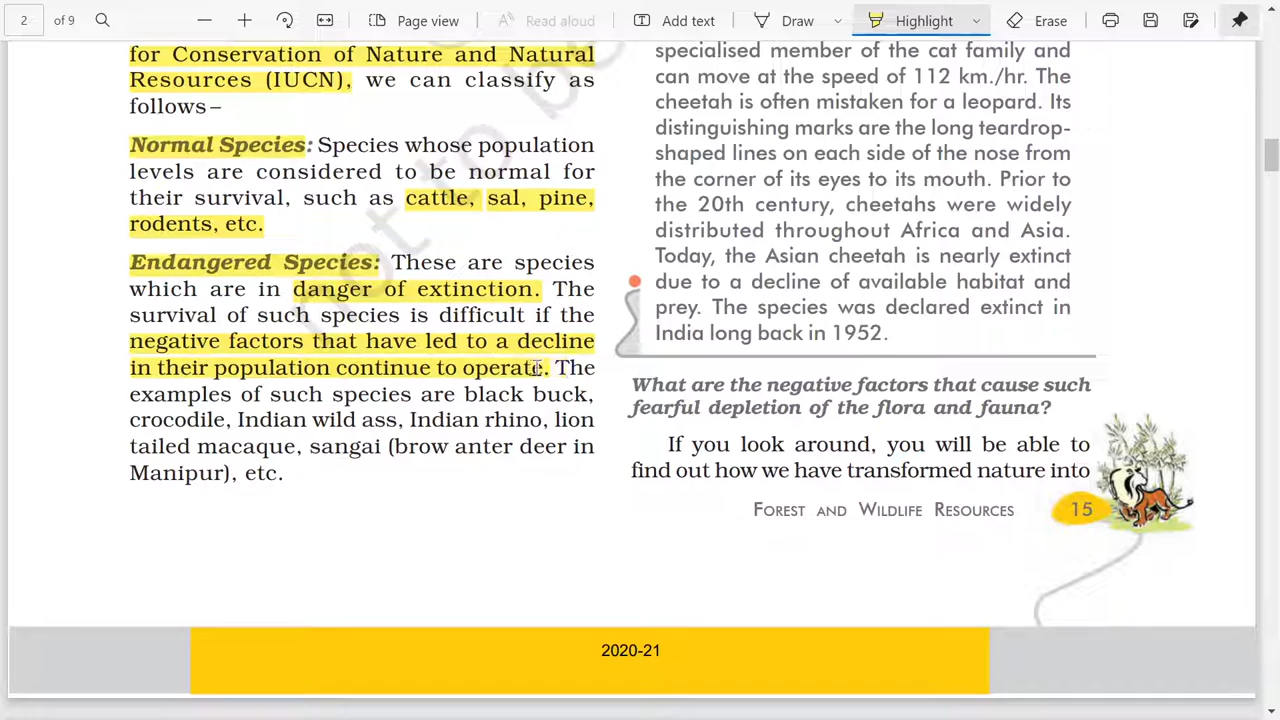 2
of 9
Page view
Read aloud
Add text
Draw
Highlight
Erase
for Conservation of Nature and Natural
Resources (IUCN), we can classify as
follows –
Normal Species: Species whose population
levels are considered to be normal for
their survival, such as cattle, sal, pine,
rodents, etc.
Endangered Species: These are species
which are in danger of extinction. The
survival of such species is difficult if the
negative factors that have led to a decline
in their population continue to operate. The
examples of such species are black buck,
crocodile, Indian wild ass, Indian rhino, lion
tailed macaque, sangai (brow anter deer in
Manipur), etc.
specialised member of the cat family and
can move at the speed of 112 km./hr. The
cheetah is often mistaken for a leopard. Its
distinguishing marks are the long teardrop-
shaped lines on each side of the nose from
the corner of its eyes to its mouth. Prior to
the 20th century, cheetahs were widely
distributed throughout Africa and Asia.
Today, the Asian cheetah is nearly extinct
due to a decline of available habitat and
prey. The species was declared extinct in
India long back in 1952.
What are the negative factors that cause such
fearful depletion of the flora and fauna?
If you look around, you will be able to
find out how we have transformed nature into
Forest and Wildlife Resources 15
not to be
2020-21